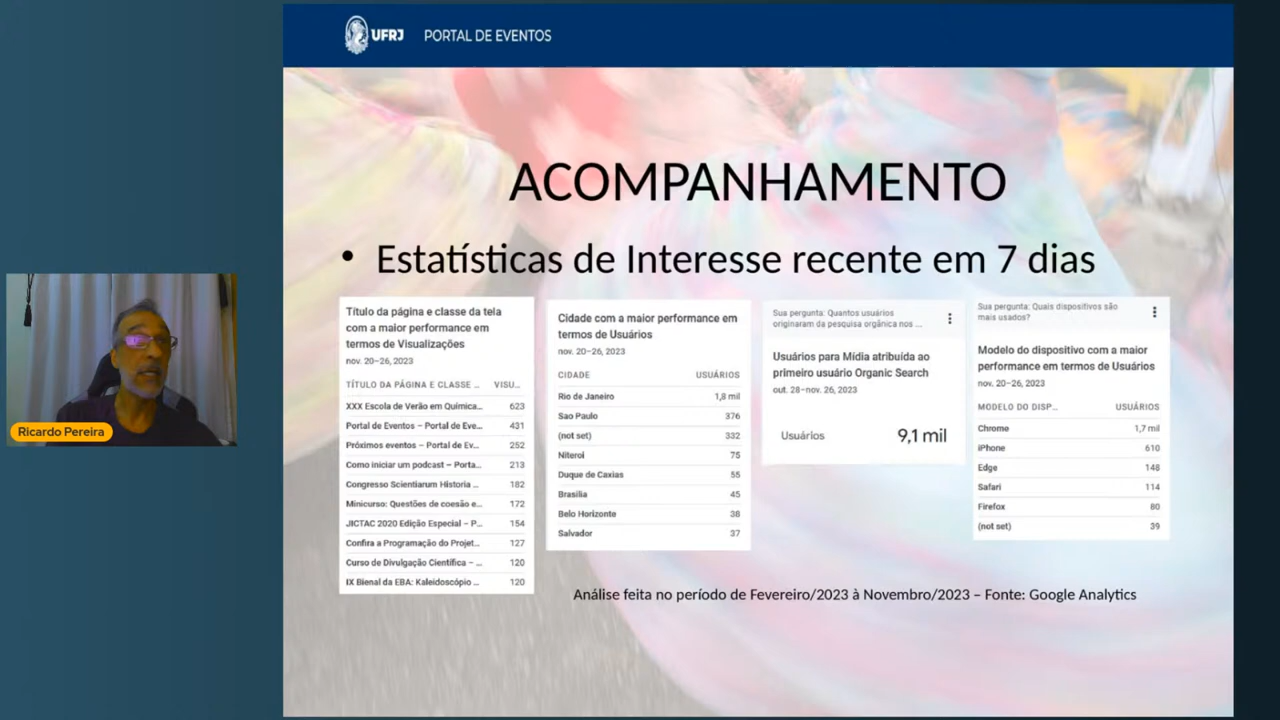 UFRJ PORTAL DE EVENTOS
ACOMPANHAMENTO
• Estatísticas de Interesse recente em 7 dias
Título da página e classe da tela
com a maior performance em
termos de Visualizações
nov. 20–26, 2023
TÍTULO DA PÁGINA E CLASSE ... VISU...
XXX Escola de Verão em Química... 623
Portal de Eventos – Portal de Eve... 431
Próximos eventos – Portal de Ev... 252
Como iniciar um podcast – Porta... 213
Congresso Scientiarum Historia ... 182
Minicurso: Questões de coesão e... 172
JICTAC 2020 Edição Especial – P... 154
Confira a Programação do Projet... 127
Curso de Divulgação Científica – ... 120
IX Bienal da EBA: Kaleidoscópio ... 120
Cidade com a maior performance em
termos de Usuários
nov. 20–26, 2023
CIDADE USUÁRIOS
Rio de Janeiro 1,8 mil
Sao Paulo 376
(not set) 332
Niteroi 75
Duque de Caxias 55
Brasilia 45
Belo Horizonte 38
Salvador 37
Sua pergunta: Quantos usuários
originaram da pesquisa orgânica nos ...
Usuários para Mídia atribuída ao
primeiro usuário Organic Search
out. 28–nov. 26, 2023
Usuários 9,1 mil
Sua pergunta: Quais dispositivos são
mais usados?
Modelo do dispositivo com a maior
performance em termos de Usuários
nov. 20–26, 2023
MODELO DO DISP... USUÁRIOS
Chrome 1,7 mil
iPhone 610
Edge 148
Safari 114
Firefox 80
(not set) 39
Análise feita no período de Fevereiro/2023 à Novembro/2023 – Fonte: Google Analytics
Ricardo Pereira